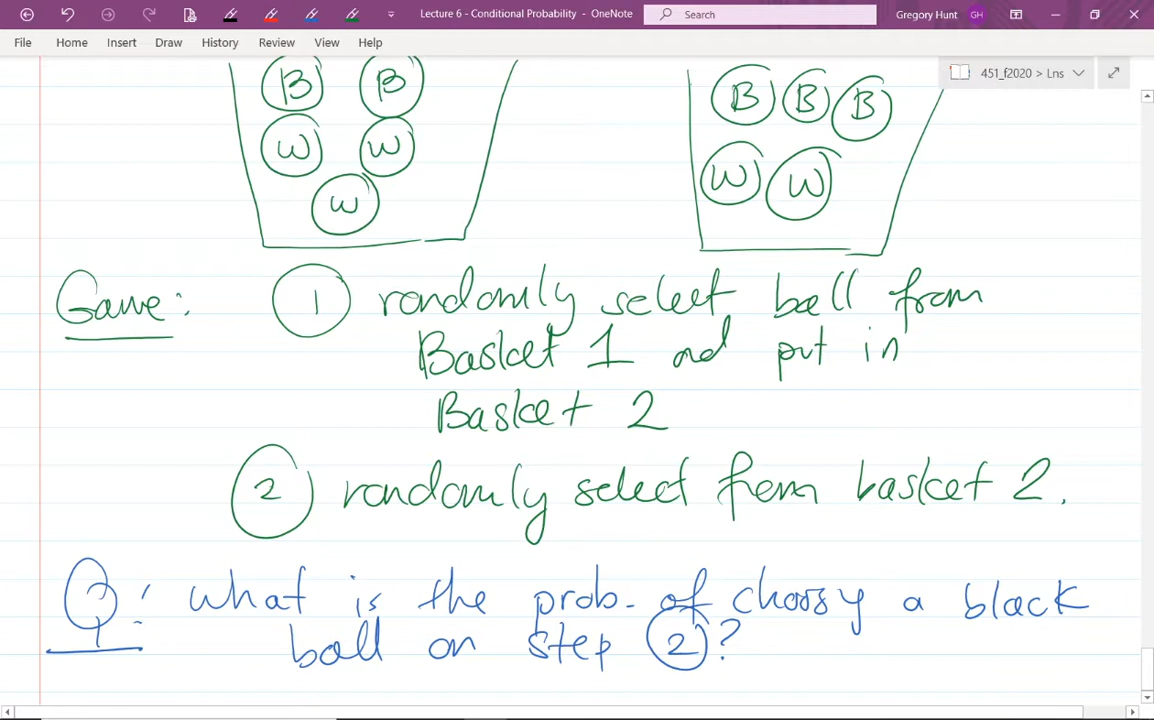 Lecture 6 - Conditional Probability - OneNote
Search
Gregory Hunt
GH
File Home Insert Draw History Review View Help
451_f2020 > Lns
B B
W W
W
B B B
W W
Game: 1 randomly select ball from
Basket 1 and put in
Basket 2
2 randomly select from basket 2.
Q: what is the prob. of choosy a black
ball on step 2?